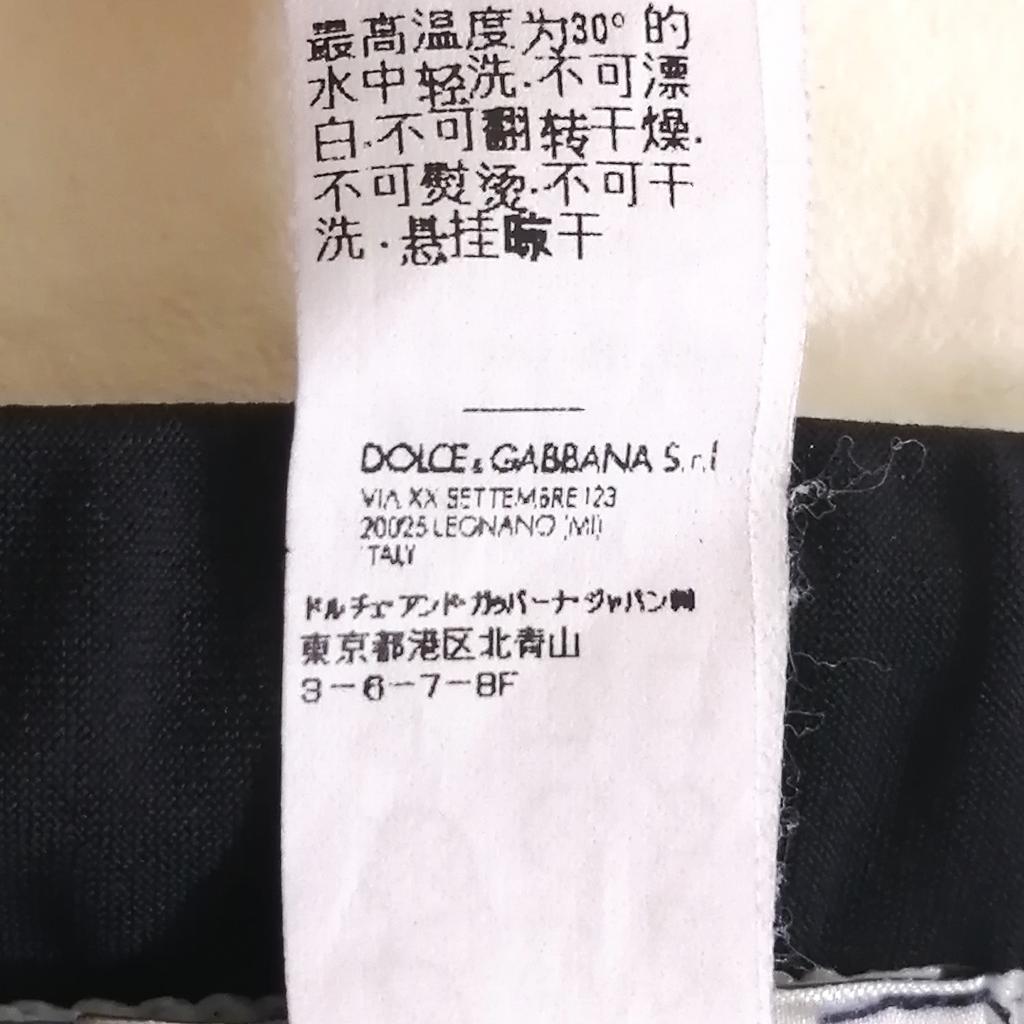 最高温度为30°的
水中轻洗.不可漂
白.不可翻转干燥.
不可熨烫.不可干
洗.悬挂晾干
DOLCE & GABBANA S.r.l
VIA XX SETTEMBRE 123
20025 LEGNANO (MI)
ITALY
ドルチェ アンド・ガッバーナ・ジャパン㈱
東京都港区北青山
3-6-7-8F